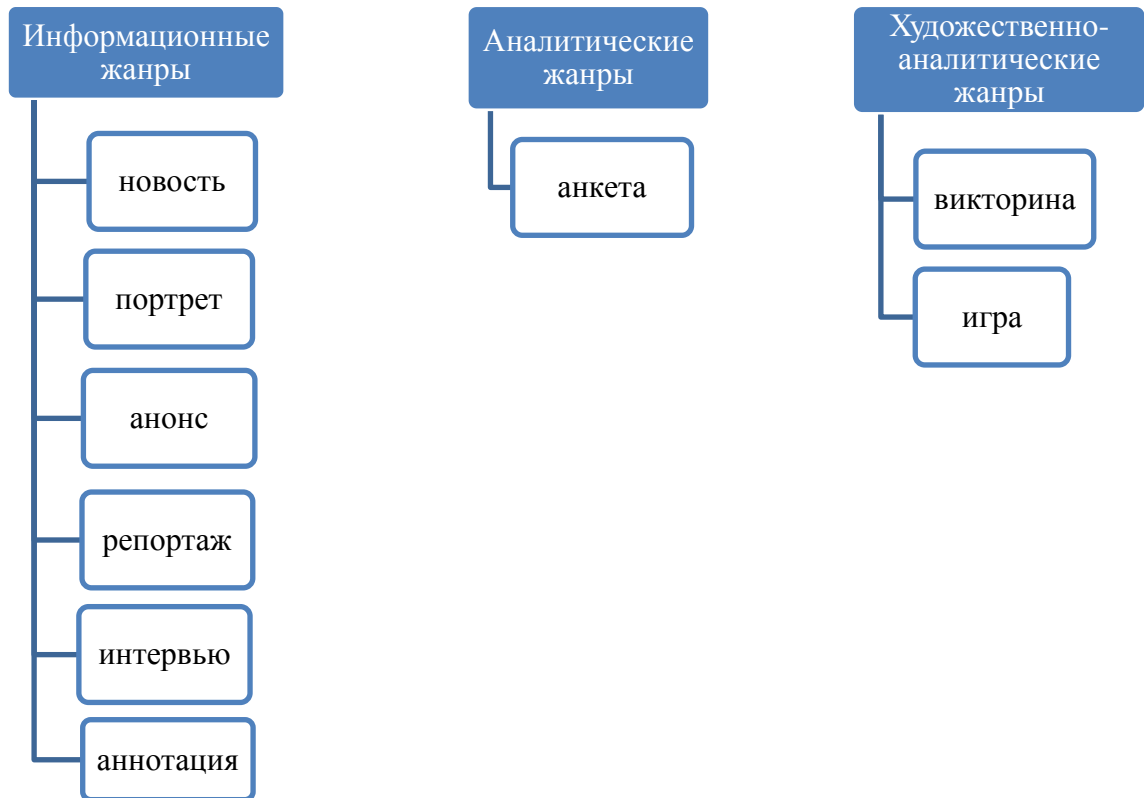 Информационные
жанры
новость
портрет
анонс
репортаж
интервью
аннотация
Аналитические
жанры
анкета
Художественно-
аналитические
жанры
викторина
игра